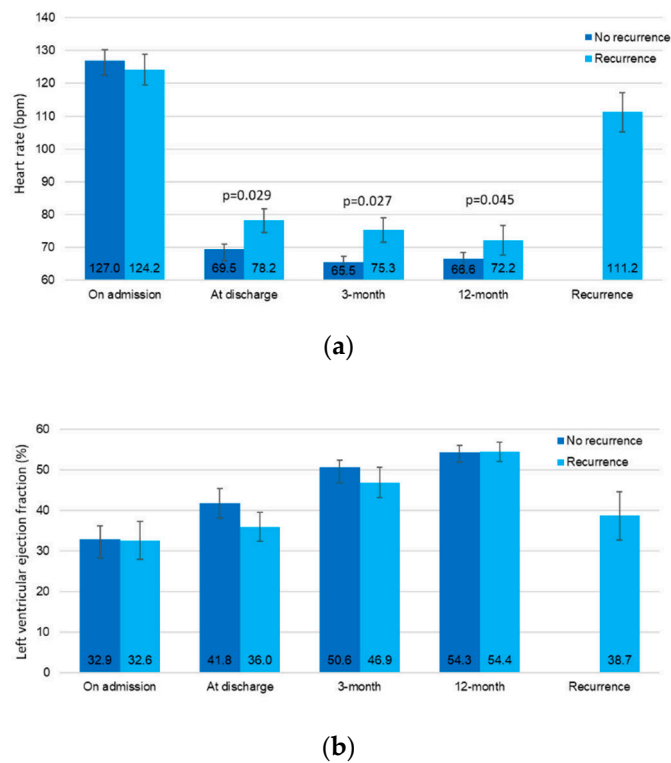 140
130
120
110
100
90
80
70
60
Heart rate (bpm)
No recurrence
Recurrence
p=0.029
p=0.027
p=0.045
127.0 124.2 69.5 78.2 65.5 75.3 66.6 72.2 111.2
On admission At discharge 3-month 12-month Recurrence
(a)
60
50
40
30
20
10
0
Left ventricular ejection fraction (%)
No recurrence
Recurrence
32.9 32.6 41.8 36.0 50.6 46.9 54.3 54.4 38.7
On admission At discharge 3-month 12-month Recurrence
(b)